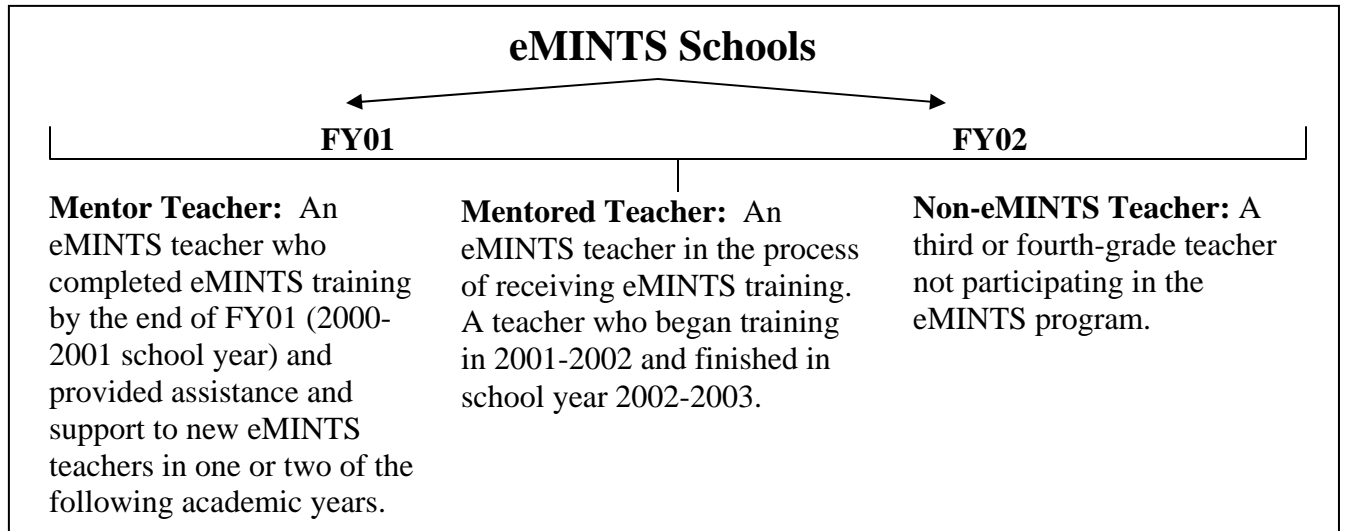 eMINTS Schools
FY01
FY02
Mentor Teacher: An
eMINTS teacher who
completed eMINTS training
by the end of FY01 (2000-
2001 school year) and
provided assistance and
support to new eMINTS
teachers in one or two of the
following academic years.
Mentored Teacher: An
eMINTS teacher in the process
of receiving eMINTS training.
A teacher who began training
in 2001-2002 and finished in
school year 2002-2003.
Non-eMINTS Teacher: A
third or fourth-grade teacher
not participating in the
eMINTS program.